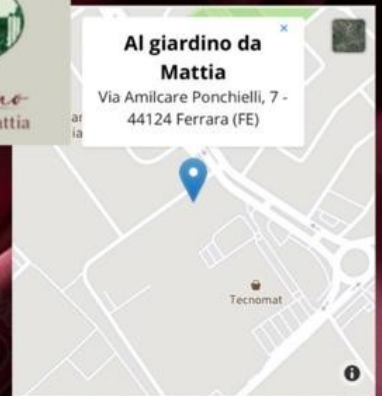 Al giardino da
Mattia
Via Amilcare Ponchielli, 7 -
44124 Ferrara (FE)
Tecnomat